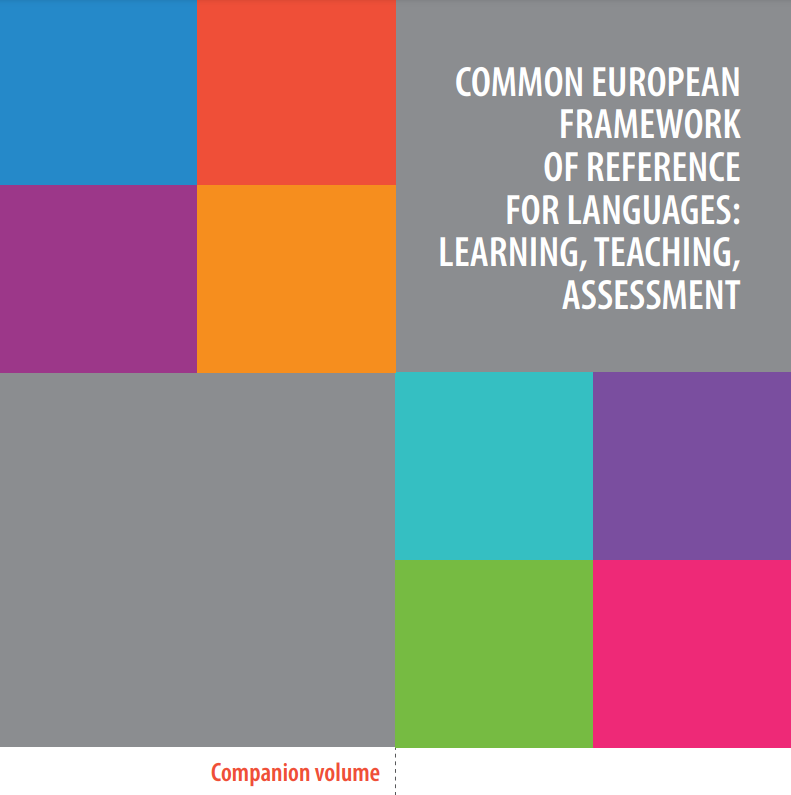 COMMON EUROPEAN
FRAMEWORK
OF REFERENCE
FOR LANGUAGES:
LEARNING, TEACHING,
ASSESSMENT
Companion volume